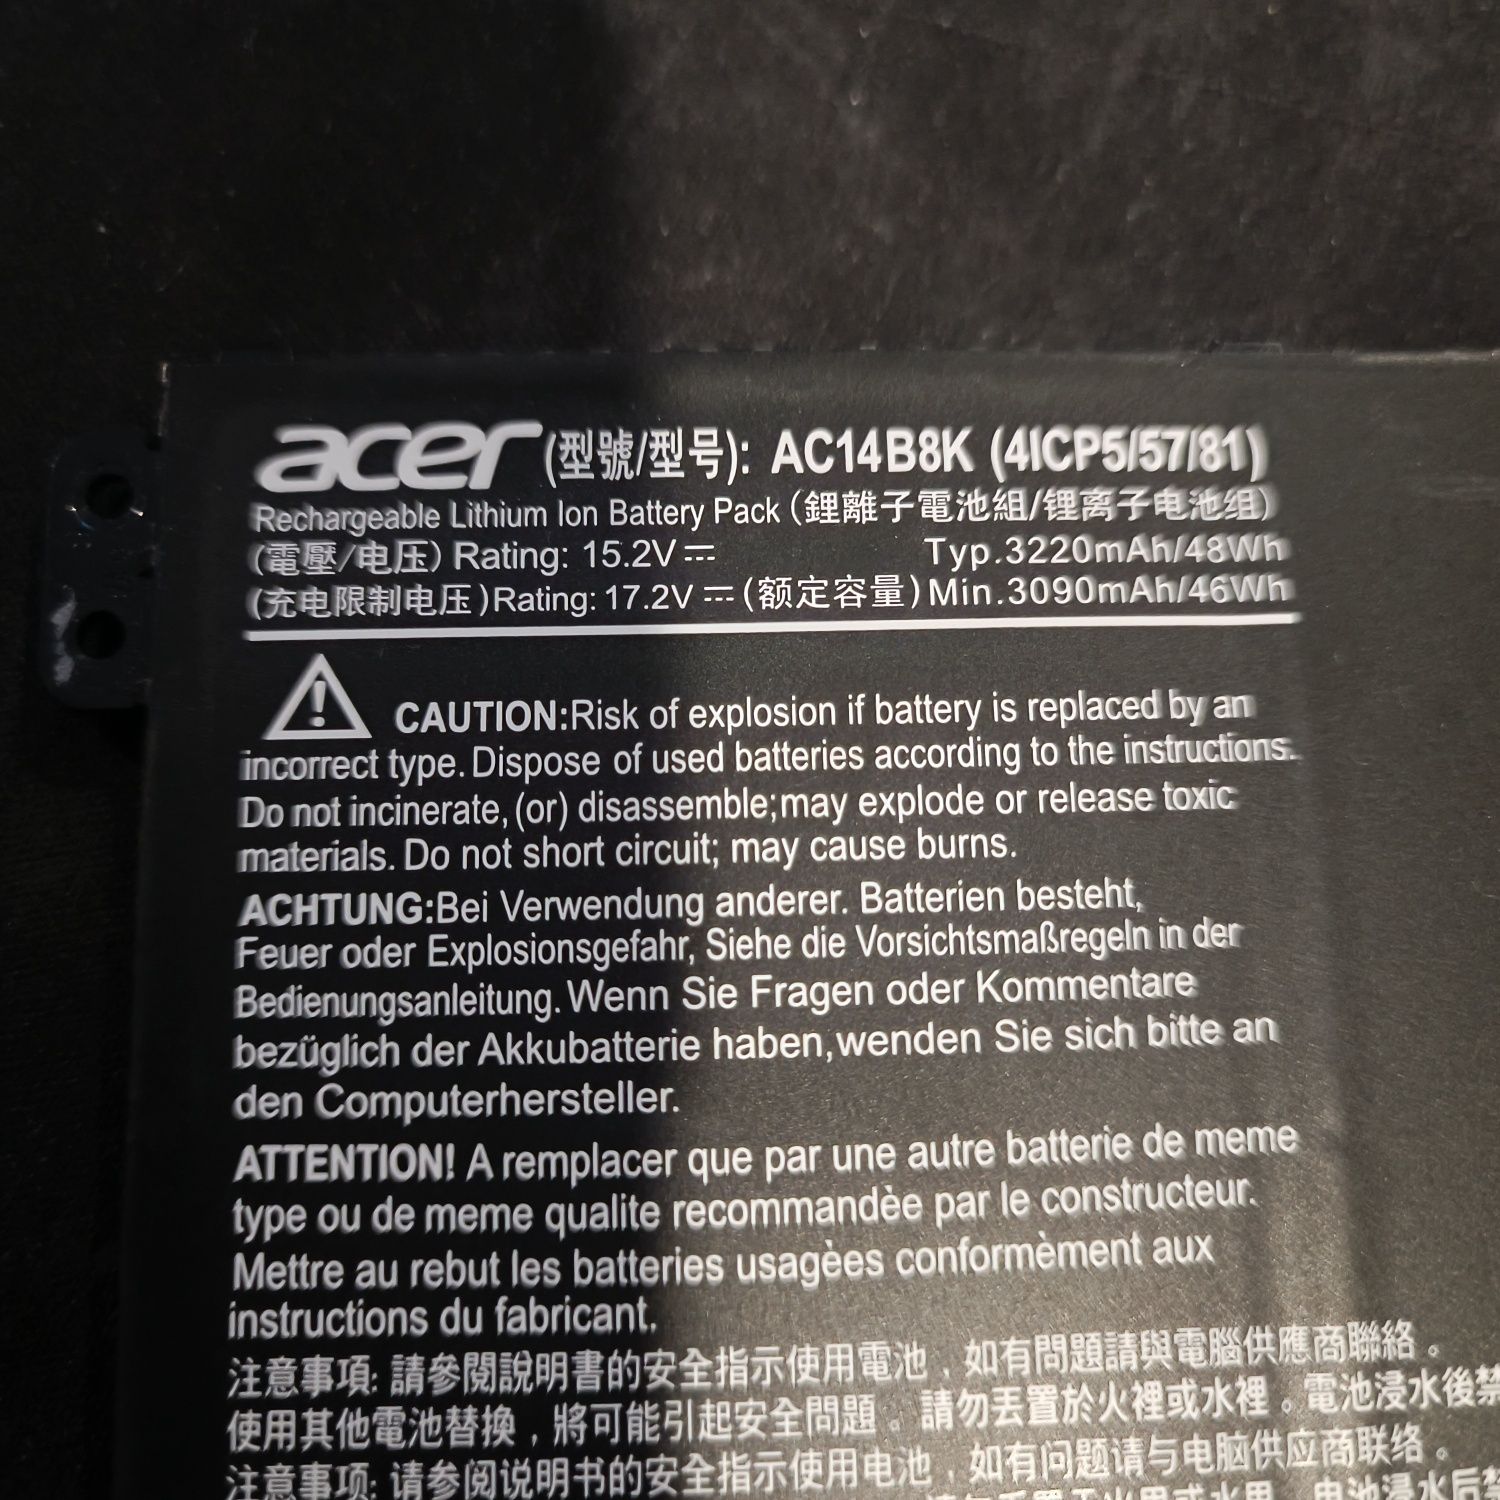 acer (型號/型号): AC14B8K (4ICP5/57/81)
Rechargeable Lithium Ion Battery Pack (鋰離子電池組/锂离子电池组)
(電壓/电压) Rating: 15.2V⎓ Typ.3220mAh/48Wh
(充电限制电压)Rating: 17.2V ⎓ (额定容量) Min.3090mAh/46Wh
CAUTION:Risk of explosion if battery is replaced by an
incorrect type. Dispose of used batteries according to the instructions.
Do not incinerate, (or) disassemble;may explode or release toxic
materials. Do not short circuit; may cause burns.
ACHTUNG:Bei Verwendung anderer. Batterien besteht,
Feuer oder Explosionsgefahr, Siehe die Vorsichtsmaßregeln in der
Bedienungsanleitung. Wenn Sie Fragen oder Kommentare
bezüglich der Akkubatterie haben,wenden Sie sich bitte an
den Computerhersteller.
ATTENTION! A remplacer que par une autre batterie de meme
type ou de meme qualite recommandèe par le constructeur.
Mettre au rebut les batteries usagèes conformèment aux
instructions du fabricant.
注意事項: 請參閱說明書的安全指示使用電池，如有問題請與電腦供應商聯絡。
使用其他電池替換，將可能引起安全問題。請勿丟置於火裡或水裡。電池浸水後禁
注意事项: 请参阅说明书的安全指示使用电池，如有问题请与电脑供应商联络。